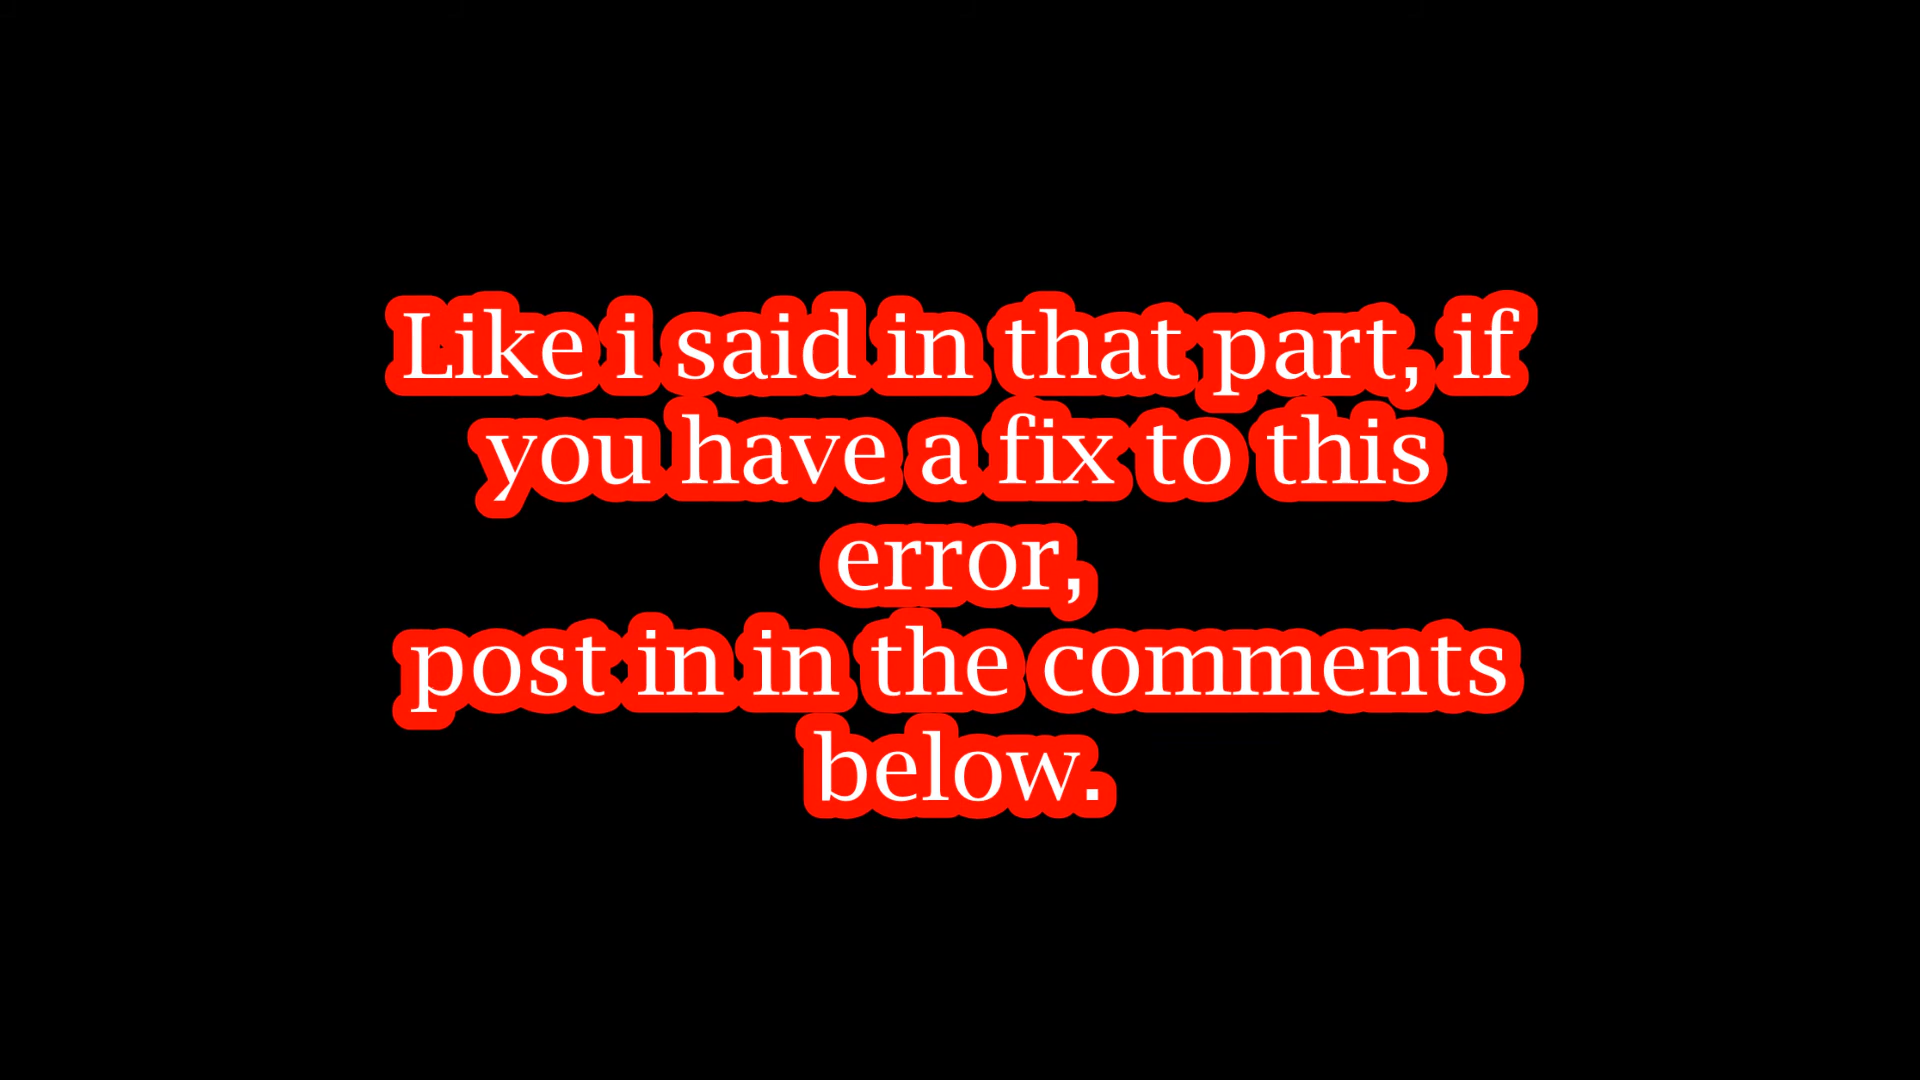 Like i said in that part, if
you have a fix to this
error,
post in in the comments
below.